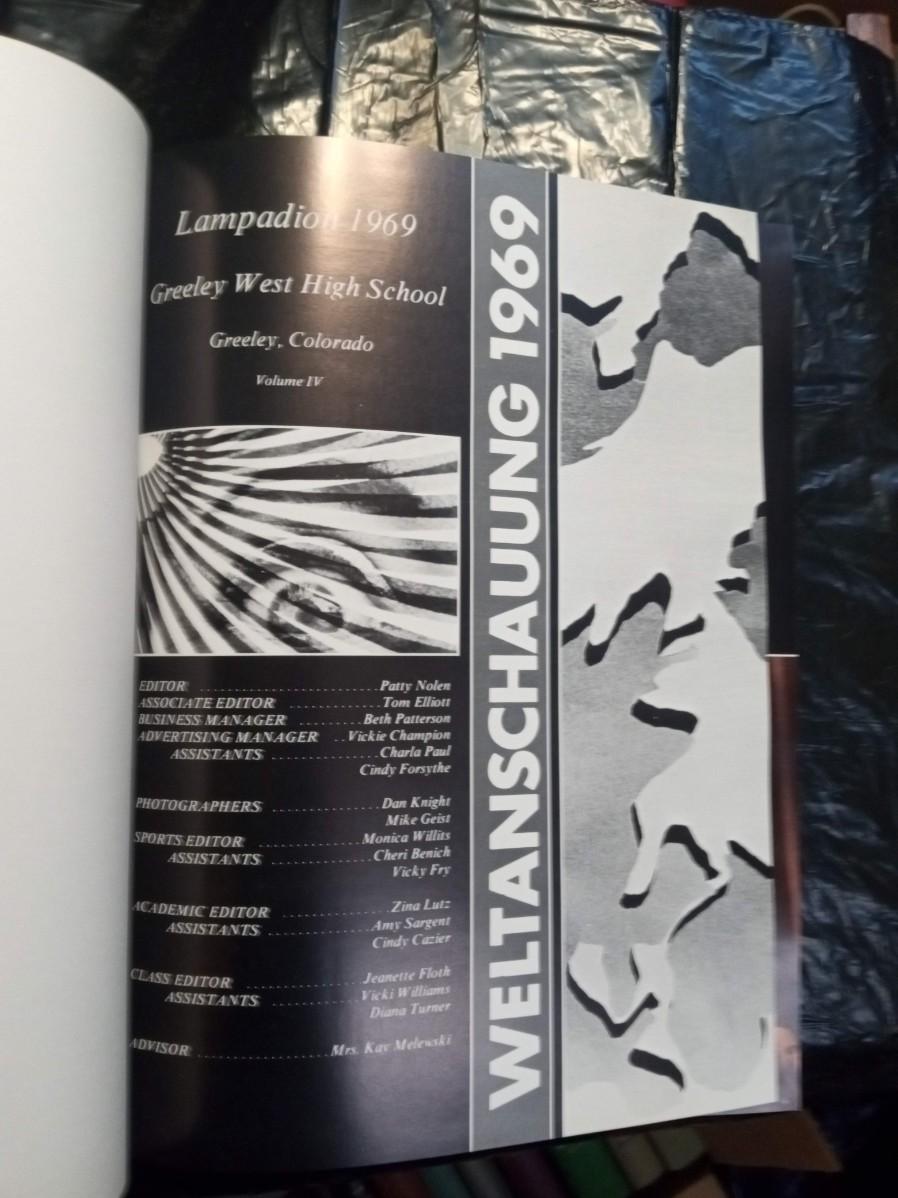 Lampadion 1969
Greeley West High School
Greeley, Colorado
Volume IV
EDITOR ........................ Patty Nolen
ASSOCIATE EDITOR ............... Tom Elliott
BUSINESS MANAGER .......... Beth Patterson
ADVERTISING MANAGER .. Vickie Champion
ASSISTANTS ................. Charla Paul
Cindy Forsythe
PHOTOGRAPHERS ................. Dan Knight
Mike Geist
SPORTS EDITOR ................. Monica Willits
ASSISTANTS ................. Cheri Benich
Vicky Fry
ACADEMIC EDITOR ................. Zina Lutz
ASSISTANTS ................. Amy Sargent
Cindy Cazier
CLASS EDITOR ................. Jeanette Floth
ASSISTANTS ................. Vicki Williams
Diana Turner
ADVISOR ................. Mrs. Kay Melewski
WELTANSCHAUUNG 1969